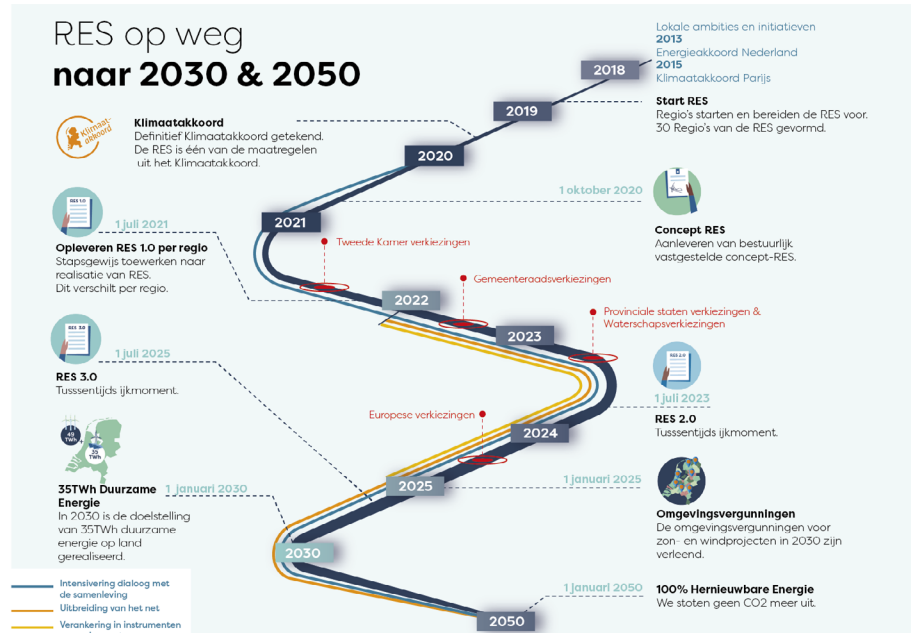 RES op weg
naar 2030 & 2050
Lokale ambities en initiatieven
2013
Energieakkoord Nederland
2015
Klimaatakkoord Parijs
2018
Start RES
Regio's starten en bereiden de RES voor.
30 Regio's van de RES gevormd.
2019
Klimaat-
akkoord
Klimaatakkoord
Definitief Klimaatakkoord getekend.
De RES is één van de maatregelen
uit het Klimaatakkoord.
2020
1 oktober 2020
Concept RES
Aanleveren van bestuurlijk
vastgestelde concept-RES.
2021
RES 1.0
1 juli 2021
Opleveren RES 1.0 per regio
Stapsgewijs toewerken naar
realisatie van RES.
Dit verschilt per regio.
Tweede Kamer verkiezingen
2022
Gemeenteraadsverkiezingen
2023
Provinciale staten verkiezingen &
Waterschapsverkiezingen
RES 2.0
1 juli 2023
RES 2.0
Tusssentijds ijkmoment.
RES 3.0
1 juli 2025
RES 3.0
Tusssentijds ijkmoment.
Europese verkiezingen
2024
2025
1 januari 2025
Omgevingsvergunningen
De omgevingsvergunningen voor
zon- en windprojecten in 2030 zijn
verleend.
49
TWh
35
TWh
35TWh Duurzame
Energie
1 januari 2030
In 2030 is de doelstelling
van 35TWh duurzame
energie op land
gerealiseerd.
2030
1 januari 2050
100% Hernieuwbare Energie
We stoten geen CO2 meer uit.
2050
Intensivering dialoog met
de samenleving
Uitbreiding van het net
Verankering in instrumenten